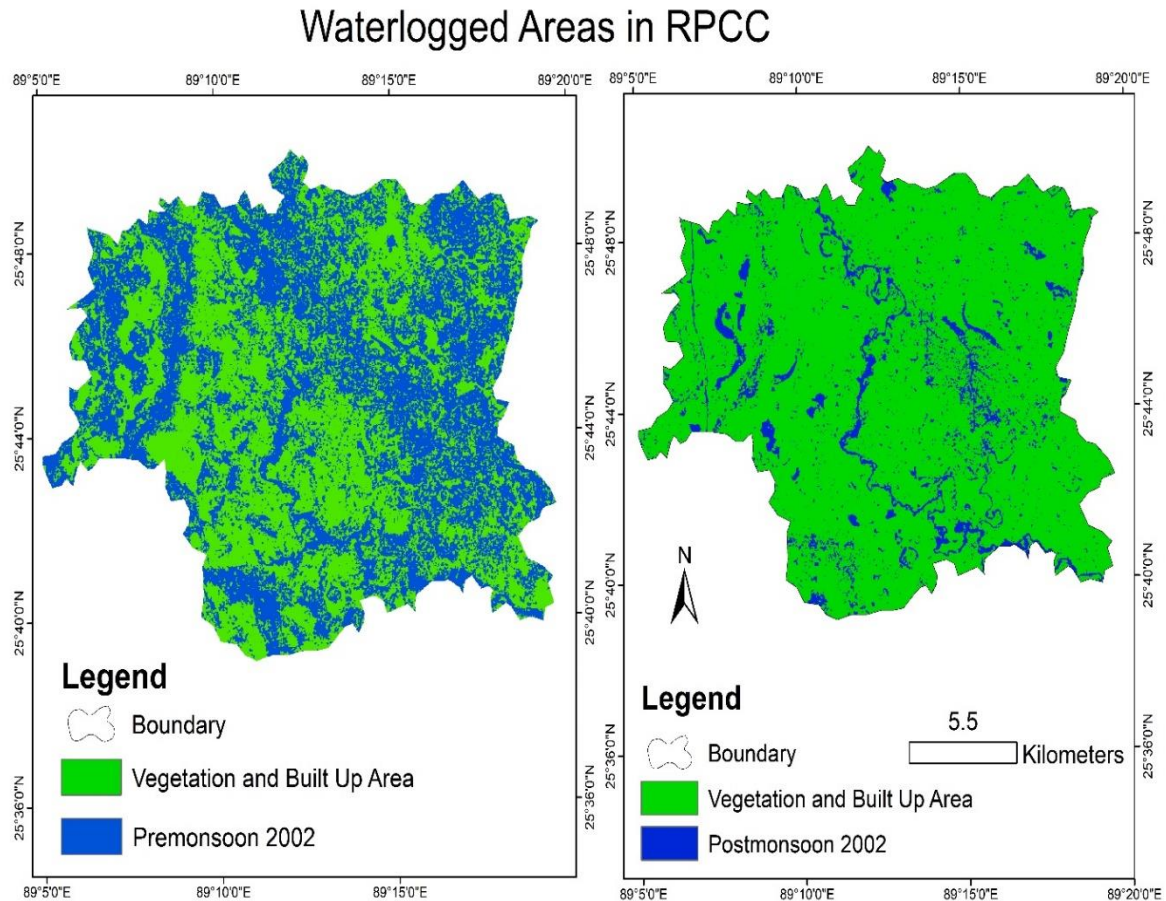 Waterlogged Areas in RPCC
89°5'0"E 89°10'0"E 89°15'0"E 89°20'0"E
25°48'0"N 25°48'0"N
25°44'0"N 25°44'0"N
25°40'0"N 25°40'0"N
25°36'0"N 25°36'0"N
Legend
Boundary
Vegetation and Built Up Area
Premonsoon 2002
89°5'0"E 89°10'0"E 89°15'0"E
89°5'0"E 89°10'0"E 89°15'0"E 89°20'0"E
25°48'0"N 25°48'0"N
25°44'0"N 25°44'0"N
25°40'0"N 25°40'0"N
25°36'0"N 25°36'0"N
N
Legend
5.5
Boundary
Kilometers
Vegetation and Built Up Area
Postmonsoon 2002
89°5'0"E 89°10'0"E 89°15'0"E 89°20'0"E